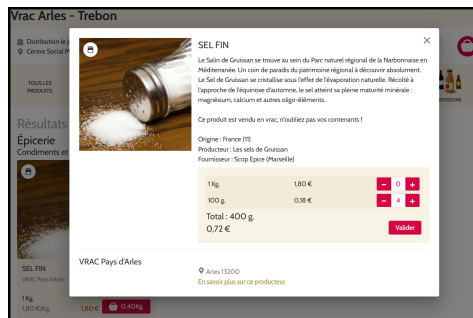 Vrac Arles - Trebon
Distribution le j
Centre Social M
TOUS LES
PRODUITS
BOISSONS
Résultats
Épicerie
Condiments et
SEL FIN
VRAC Pays d'Arles
1 Kg.
1,80 €/Kg.
1,80 €
0.40Kg.
×
SEL FIN
Le Salin de Gruissan se trouve au sein du Parc naturel régional de la Narbonnaise en
Méditerranée. Un coin de paradis du patrimoine régional à découvrir absolument.
Le Sel de Gruissan se cristallise sous l'effet de l'évaporation naturelle. Récolté à
l'approche de l'équinoxe d'automne, le sel atteint sa pleine maturité minérale :
magnésium, calcium et autres oligo-éléments.
Ce produit est vendu en vrac, n'oubliez pas vos contenants !
Origine : France (11)
Producteur : Les sels de Gruissan
Fournisseur : Scop Epice (Marseille)
1 Kg. 1,80 € - 0 +
100 g. 0,18 € - 4 +
Total : 400 g.
0,72 €
Valider
VRAC Pays d'Arles
Arles 13200
En savoir plus sur ce producteur